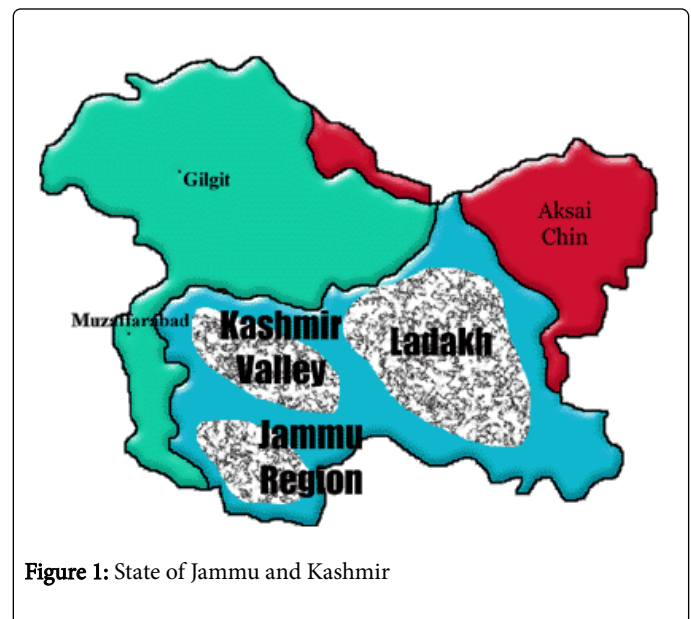 Gilgit
Aksai
Chin
Muzaffarabad
Kashmir
Valley
Ladakh
Jammu
Region
Figure 1: State of Jammu and Kashmir